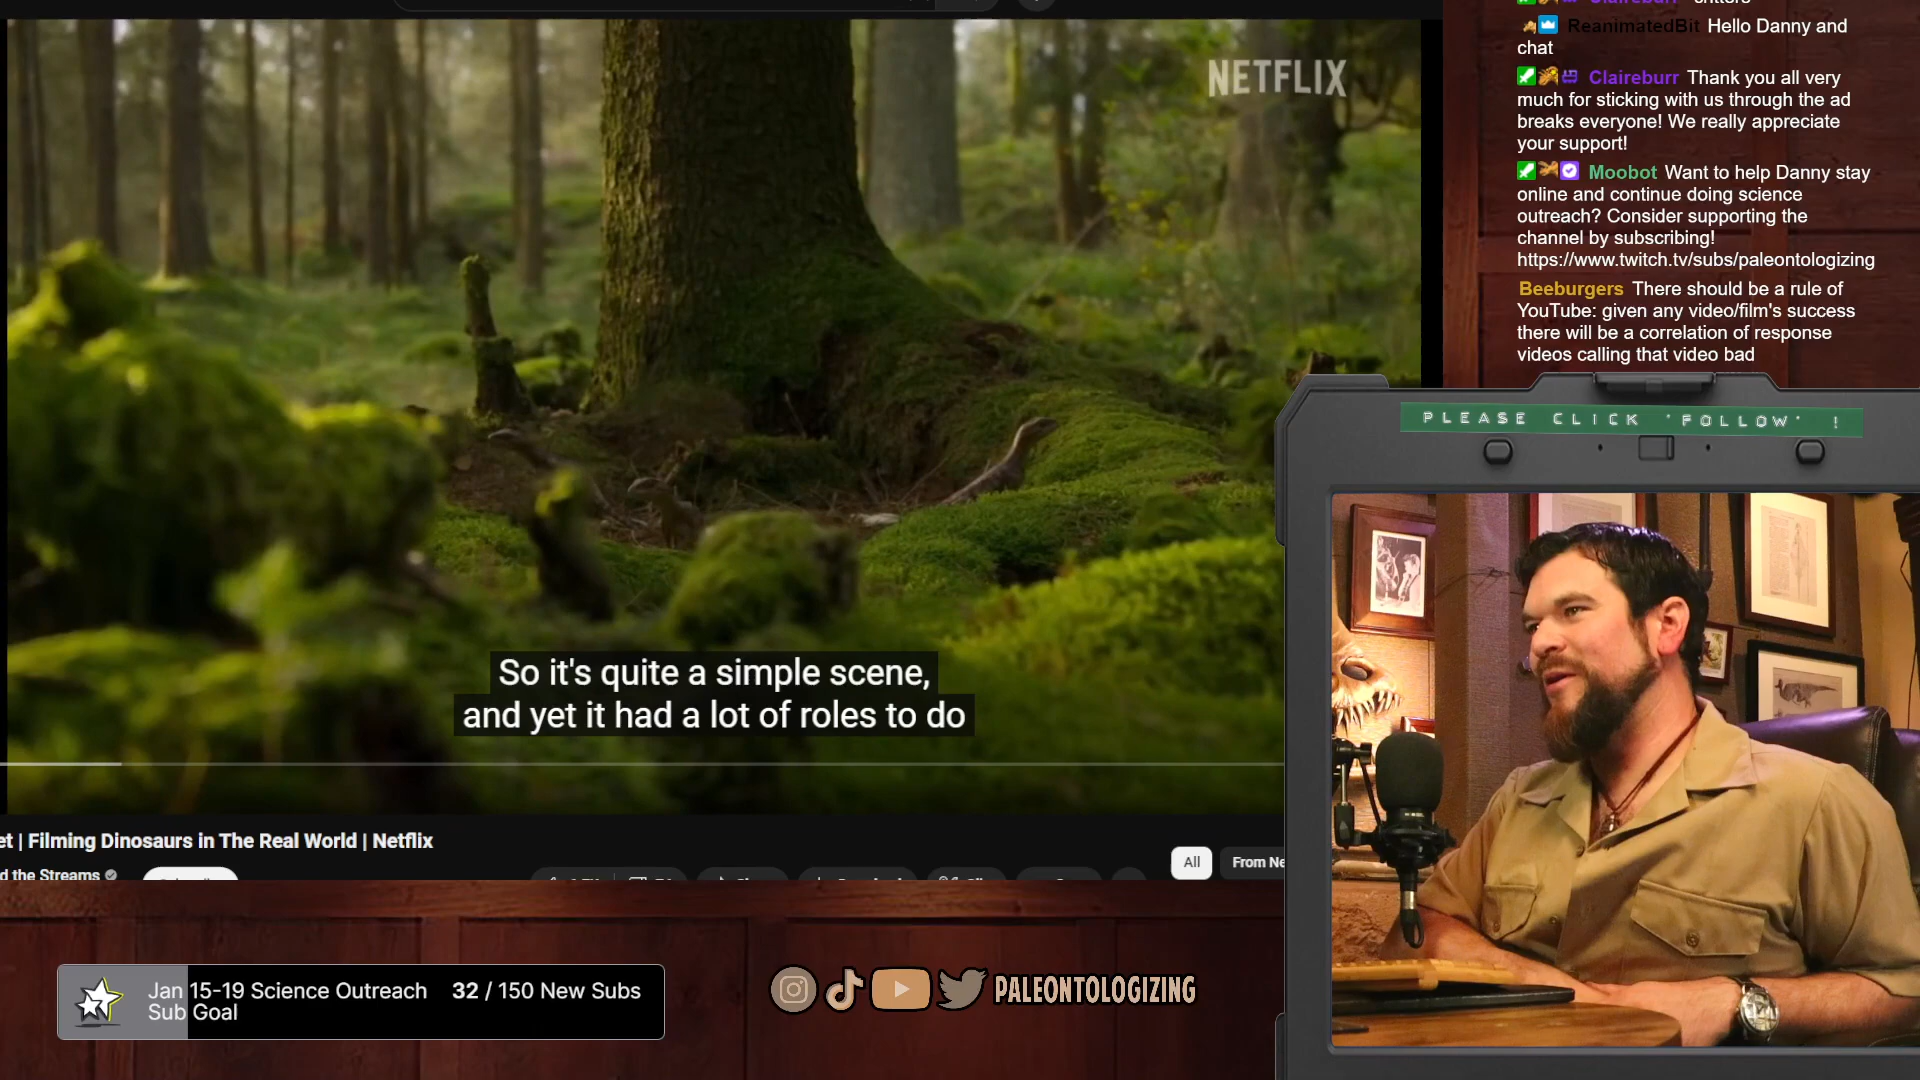 NETFLIX
ReanimatedBit Hello Danny and
chat
Claireburr Thank you all very
much for sticking with us through the ad
breaks everyone! We really appreciate
your support!
Moobot Want to help Danny stay
online and continue doing science
outreach? Consider supporting the
channel by subscribing!
https://www.twitch.tv/subs/paleontologizing
Beeburgers There should be a rule of
YouTube: given any video/film's success
there will be a correlation of response
videos calling that video bad
PLEASE CLICK "FOLLOW" !
So it's quite a simple scene,
and yet it had a lot of roles to do
et | Filming Dinosaurs in The Real World | Netflix
d the Streams
All
From Ne
Jan 15-19 Science Outreach
Sub Goal
32 / 150 New Subs
PALEONTOLOGIZING